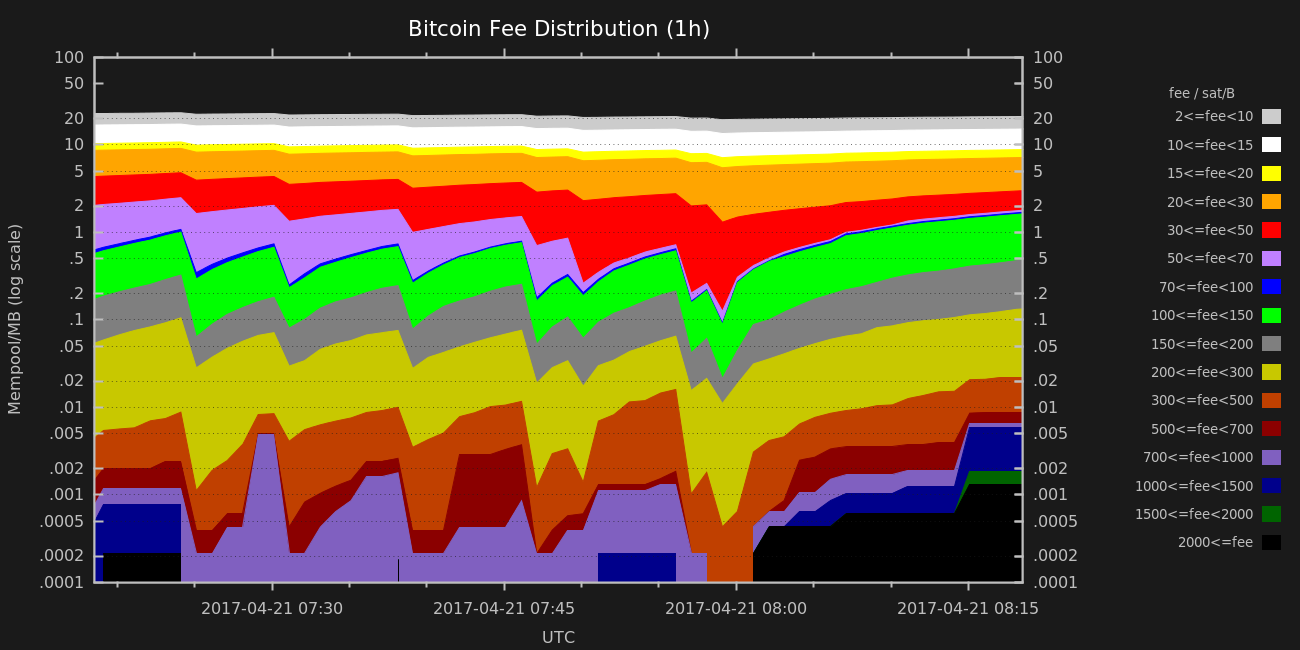 Bitcoin Fee Distribution (1h)
100
50
20
10
5
2
1
.5
.2
.1
.05
.02
.01
.005
.002
.001
.0005
.0002
.0001
Mempool/MB (log scale)
100
50
20
10
5
2
1
.5
.2
.1
.05
.02
.01
.005
.002
.001
.0005
.0002
.0001
2017-04-21 07:30
2017-04-21 07:45
2017-04-21 08:00
2017-04-21 08:15
UTC
fee / sat/B
2<=fee<10
10<=fee<15
15<=fee<20
20<=fee<30
30<=fee<50
50<=fee<70
70<=fee<100
100<=fee<150
150<=fee<200
200<=fee<300
300<=fee<500
500<=fee<700
700<=fee<1000
1000<=fee<1500
1500<=fee<2000
2000<=fee